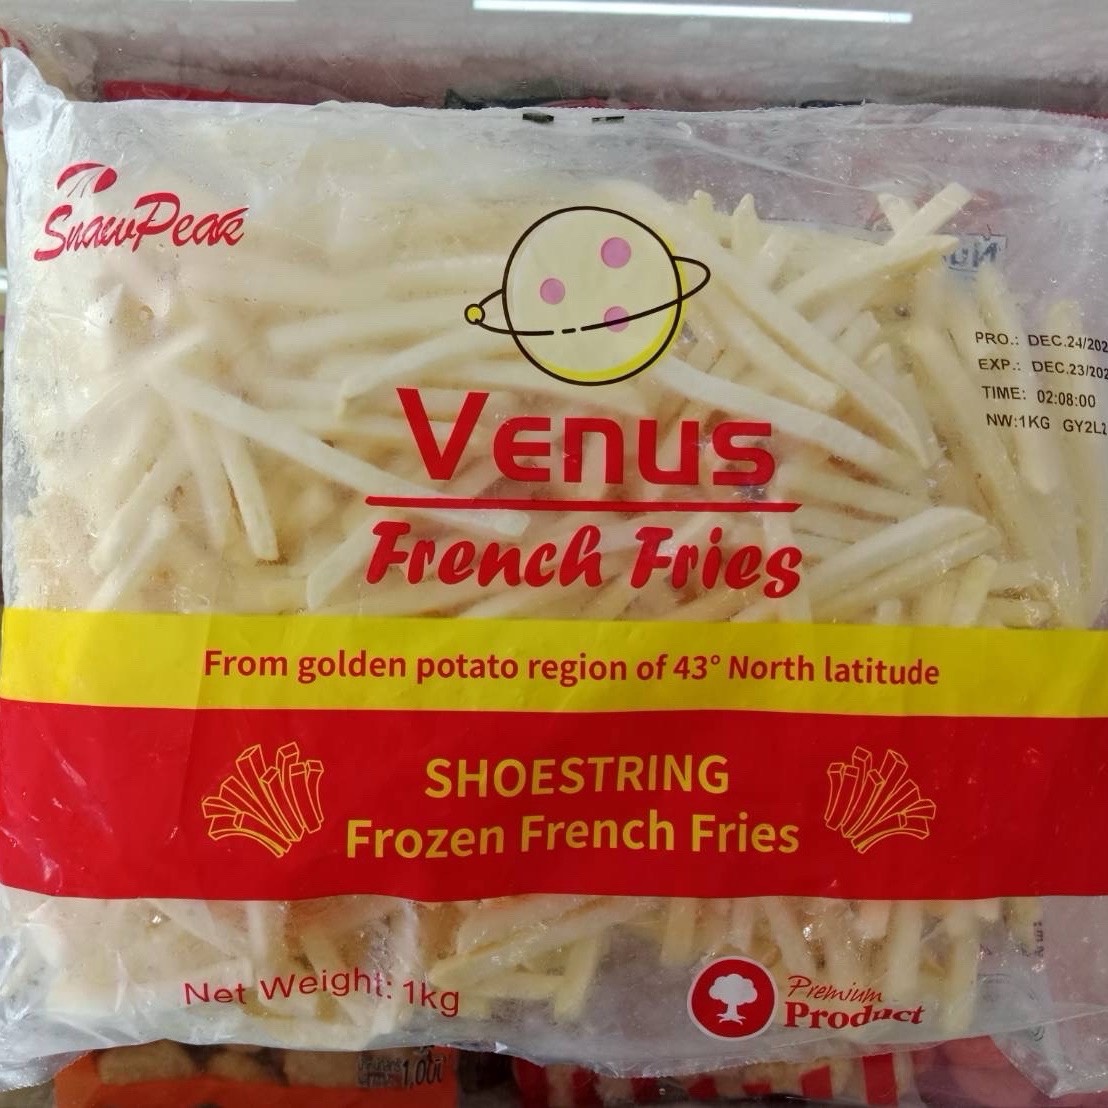 SnowPeak
PRO.: DEC.24/202
EXP.: DEC.23/202
TIME: 02:08:00
NW:1KG GY2L2
Venus
French Fries
From golden potato region of 43° North latitude
SHOESTRING
Frozen French Fries
Net Weight: 1kg
Premium
Product